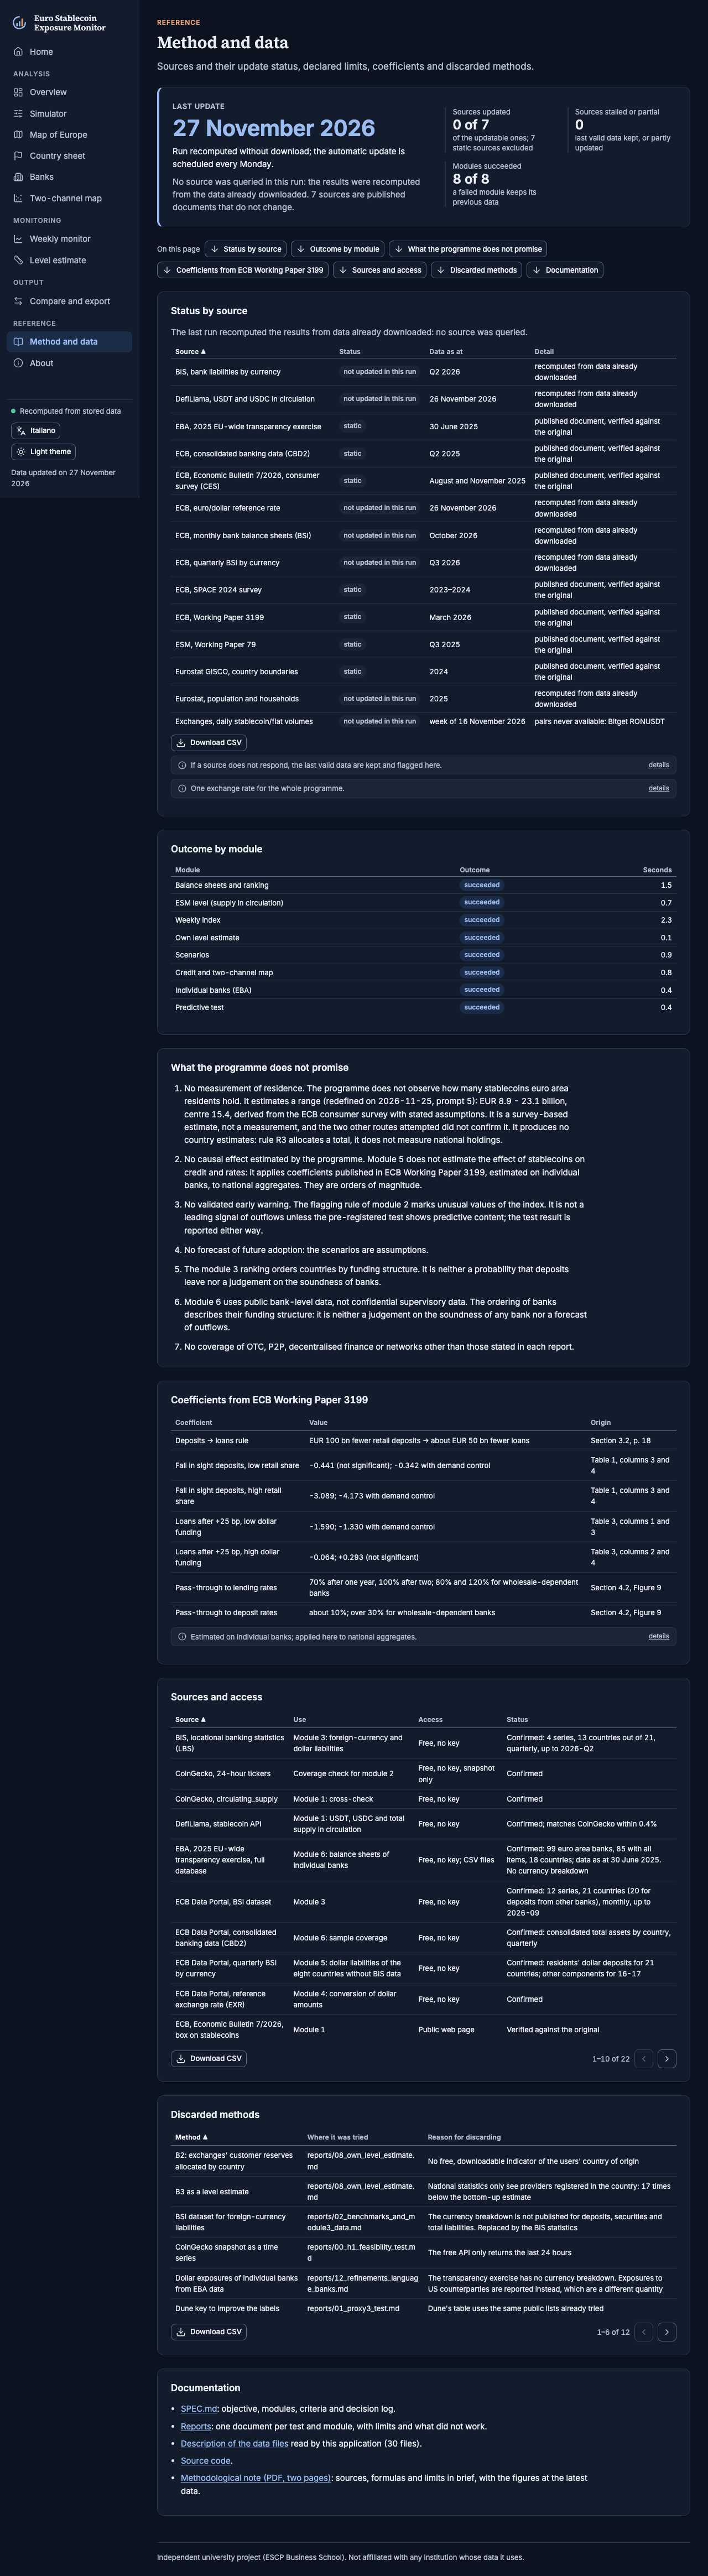 Euro Stablecoin
Exposure Monitor
Home
ANALYSIS
Overview
Simulator
Map of Europe
Country sheet
Banks
Two-channel map
MONITORING
Weekly monitor
Level estimate
OUTPUT
Compare and export
REFERENCE
Method and data
About
Recomputed from stored data
Italiano
Light theme
Data updated on 27 November
2026
REFERENCE
Method and data
Sources and their update status, declared limits, coefficients and discarded methods.
LAST UPDATE
27 November 2026
Run recomputed without download; the automatic update is
scheduled every Monday.
No source was queried in this run: the results were recomputed
from the data already downloaded. 7 sources are published
documents that do not change.
Sources updated
0 of 7
of the updatable ones; 7
static sources excluded
Sources stalled or partial
0
last valid data kept, or partly
updated
Modules succeeded
8 of 8
a failed module keeps its
previous data
On this page
Status by source
Outcome by module
What the programme does not promise
Coefficients from ECB Working Paper 3199
Sources and access
Discarded methods
Documentation
Status by source
The last run recomputed the results from data already downloaded: no source was queried.
Source ▲ Status Data as at Detail
BIS, bank liabilities by currency not updated in this run Q2 2026 recomputed from data already
downloaded
DefiLlama, USDT and USDC in circulation not updated in this run 26 November 2026 recomputed from data already
downloaded
EBA, 2025 EU-wide transparency exercise static 30 June 2025 published document, verified against
the original
ECB, consolidated banking data (CBD2) static Q2 2025 published document, verified against
the original
ECB, Economic Bulletin 7/2026, consumer
survey (CES) static August and November 2025 published document, verified against
the original
ECB, euro/dollar reference rate not updated in this run 26 November 2026 recomputed from data already
downloaded
ECB, monthly bank balance sheets (BSI) not updated in this run October 2026 recomputed from data already
downloaded
ECB, quarterly BSI by currency not updated in this run Q3 2026 recomputed from data already
downloaded
ECB, SPACE 2024 survey static 2023–2024 published document, verified against
the original
ECB, Working Paper 3199 static March 2026 published document, verified against
the original
ESM, Working Paper 79 static Q3 2025 published document, verified against
the original
Eurostat GISCO, country boundaries static 2024 published document, verified against
the original
Eurostat, population and households not updated in this run 2025 recomputed from data already
downloaded
Exchanges, daily stablecoin/fiat volumes not updated in this run week of 16 November 2026 pairs never available: Bitget RONUSDT
Download CSV
If a source does not respond, the last valid data are kept and flagged here. details
One exchange rate for the whole programme. details
Outcome by module
Module Outcome Seconds
Balance sheets and ranking succeeded 1.5
ESM level (supply in circulation) succeeded 0.7
Weekly index succeeded 2.3
Own level estimate succeeded 0.1
Scenarios succeeded 0.9
Credit and two-channel map succeeded 0.8
Individual banks (EBA) succeeded 0.4
Predictive test succeeded 0.4
What the programme does not promise
1. No measurement of residence. The programme does not observe how many stablecoins euro area
residents hold. It estimates a range (redefined on 2026-11-25, prompt 5): EUR 8.9 - 23.1 billion,
centre 15.4, derived from the ECB consumer survey with stated assumptions. It is a survey-based
estimate, not a measurement, and the two other routes attempted did not confirm it. It produces no
country estimates: rule R3 allocates a total, it does not measure national holdings.
2. No causal effect estimated by the programme. Module 5 does not estimate the effect of stablecoins on
credit and rates: it applies coefficients published in ECB Working Paper 3199, estimated on individual
banks, to national aggregates. They are orders of magnitude.
3. No validated early warning. The flagging rule of module 2 marks unusual values of the index. It is not a
leading signal of outflows unless the pre-registered test shows predictive content; the test result is
reported either way.
4. No forecast of future adoption: the scenarios are assumptions.
5. The module 3 ranking orders countries by funding structure. It is neither a probability that deposits
leave nor a judgement on the soundness of banks.
6. Module 6 uses public bank-level data, not confidential supervisory data. The ordering of banks
describes their funding structure: it is neither a judgement on the soundness of any bank nor a forecast
of outflows.
7. No coverage of OTC, P2P, decentralised finance or networks other than those stated in each report.
Coefficients from ECB Working Paper 3199
Coefficient Value Origin
Deposits → loans rule EUR 100 bn fewer retail deposits → about EUR 50 bn fewer loans Section 3.2, p. 18
Fall in sight deposits, low retail share -0.441 (not significant); -0.342 with demand control Table 1, columns 3 and
4
Fall in sight deposits, high retail
share -3.089; -4.173 with demand control Table 1, columns 3 and
4
Loans after +25 bp, low dollar
funding -1.590; -1.330 with demand control Table 3, columns 1 and
3
Loans after +25 bp, high dollar
funding -0.064; +0.293 (not significant) Table 3, columns 2 and
4
Pass-through to lending rates 70% after one year, 100% after two; 80% and 120% for wholesale-dependent
banks Section 4.2, Figure 9
Pass-through to deposit rates about 10%; over 30% for wholesale-dependent banks Section 4.2, Figure 9
Estimated on individual banks; applied here to national aggregates. details
Sources and access
Source ▲ Use Access Status
BIS, locational banking statistics
(LBS) Module 3: foreign-currency and
dollar liabilities Free, no key Confirmed: 4 series, 13 countries out of 21,
quarterly, up to 2026-Q2
CoinGecko, 24-hour tickers Coverage check for module 2 Free, no key, snapshot
only Confirmed
CoinGecko, circulating_supply Module 1: cross-check Free, no key Confirmed
DefiLlama, stablecoin API Module 1: USDT, USDC and total
supply in circulation Free, no key Confirmed; matches CoinGecko within 0.4%
EBA, 2025 EU-wide
transparency exercise, full
database Module 6: balance sheets of
individual banks Free, no key; CSV files Confirmed: 99 euro area banks, 85 with all
items, 18 countries; data as at 30 June 2025.
No currency breakdown
ECB Data Portal, BSI dataset Module 3 Free, no key Confirmed: 12 series, 21 countries (20 for
deposits from other banks), monthly, up to
2026-09
ECB Data Portal, consolidated
banking data (CBD2) Module 6: sample coverage Free, no key Confirmed: consolidated total assets by country,
quarterly
ECB Data Portal, quarterly BSI
by currency Module 5: dollar liabilities of the
eight countries without BIS data Free, no key Confirmed: residents' dollar deposits for 21
countries; other components for 16-17
ECB Data Portal, reference
exchange rate (EXR) Module 4: conversion of dollar
amounts Free, no key Confirmed
ECB, Economic Bulletin 7/2026,
box on stablecoins Module 1 Public web page Verified against the original
Download CSV 1–10 of 22
Discarded methods
Method ▲ Where it was tried Reason for discarding
B2: exchanges' customer reserves
allocated by country reports/08_own_level_estimate.
md No free, downloadable indicator of the users' country of origin
B3 as a level estimate reports/08_own_level_estimate.
md National statistics only see providers registered in the country: 17 times
below the bottom-up estimate
BSI dataset for foreign-currency
liabilities reports/02_benchmarks_and_m
odule3_data.md The currency breakdown is not published for deposits, securities and
total liabilities. Replaced by the BIS statistics
CoinGecko snapshot as a time
series reports/00_h1_feasibility_test.m
d The free API only returns the last 24 hours
Dollar exposures of individual banks
from EBA data reports/12_refinements_languag
e_banks.md The transparency exercise has no currency breakdown. Exposures to
US counterparties are reported instead, which are a different quantity
Dune key to improve the labels reports/01_proxy3_test.md Dune's table uses the same public lists already tried
Download CSV 1–6 of 12
Documentation
• SPEC.md: objective, modules, criteria and decision log.
• Reports: one document per test and module, with limits and what did not work.
• Description of the data files read by this application (30 files).
• Source code.
• Methodological note (PDF, two pages): sources, formulas and limits in brief, with the figures at the latest
data.
Independent university project (ESCP Business School). Not affiliated with any institution whose data it uses.